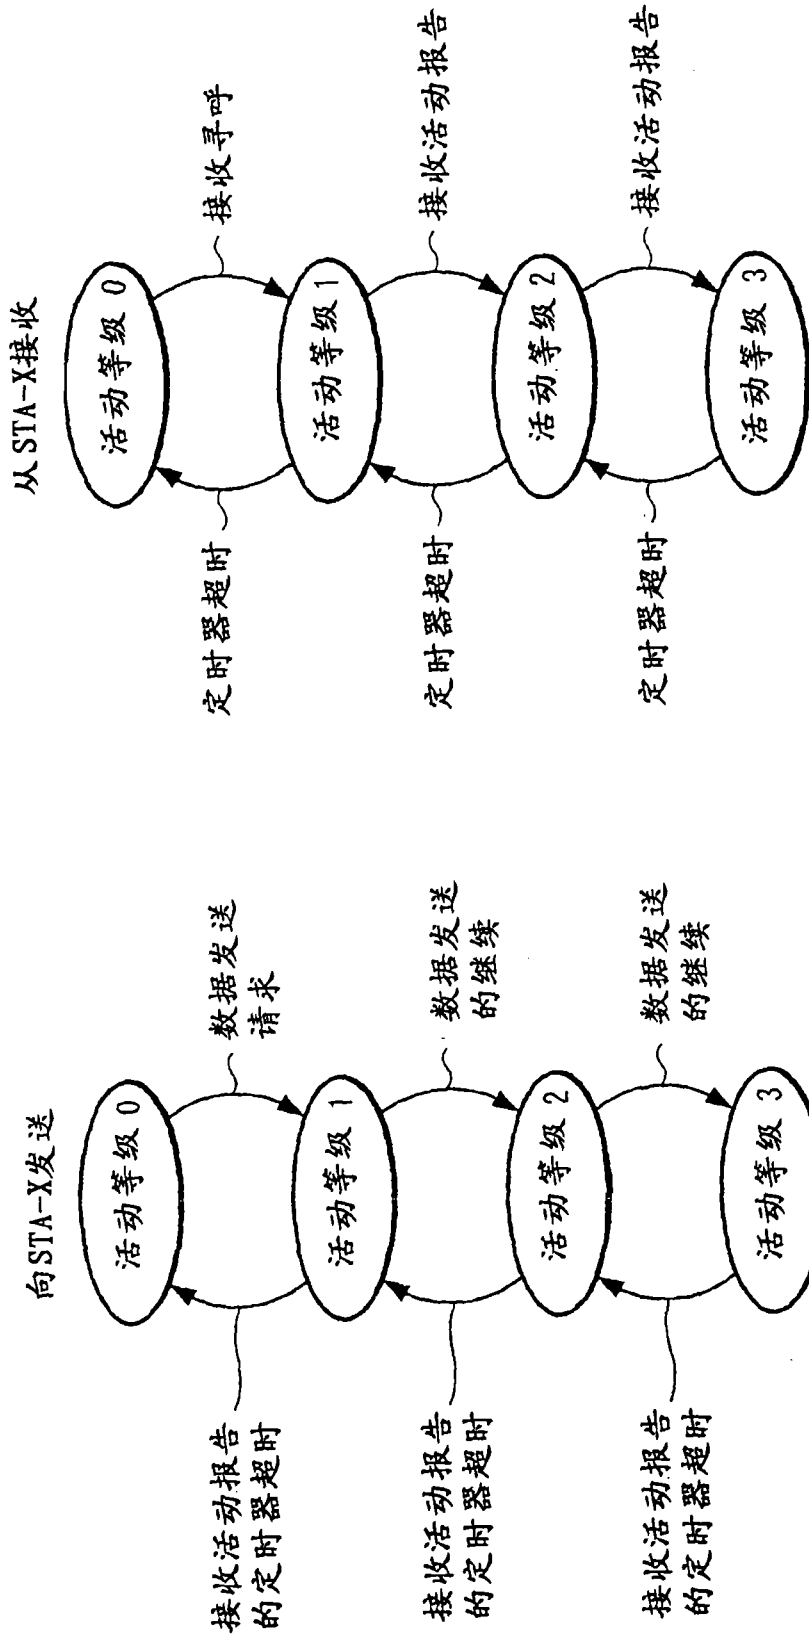 向STA-X发送
活动等级 0
数据发送
请求
接收活动报告
的定时器超时
活动等级 1
数据发送
的继续
接收活动报告
的定时器超时
活动等级 2
数据发送
的继续
接收活动报告
的定时器超时
活动等级 3
从STA-X接收
活动等级 0
接收寻呼
定时器超时
活动等级 1
接收活动报告
定时器超时
活动等级 2
接收活动报告
定时器超时
活动等级 3